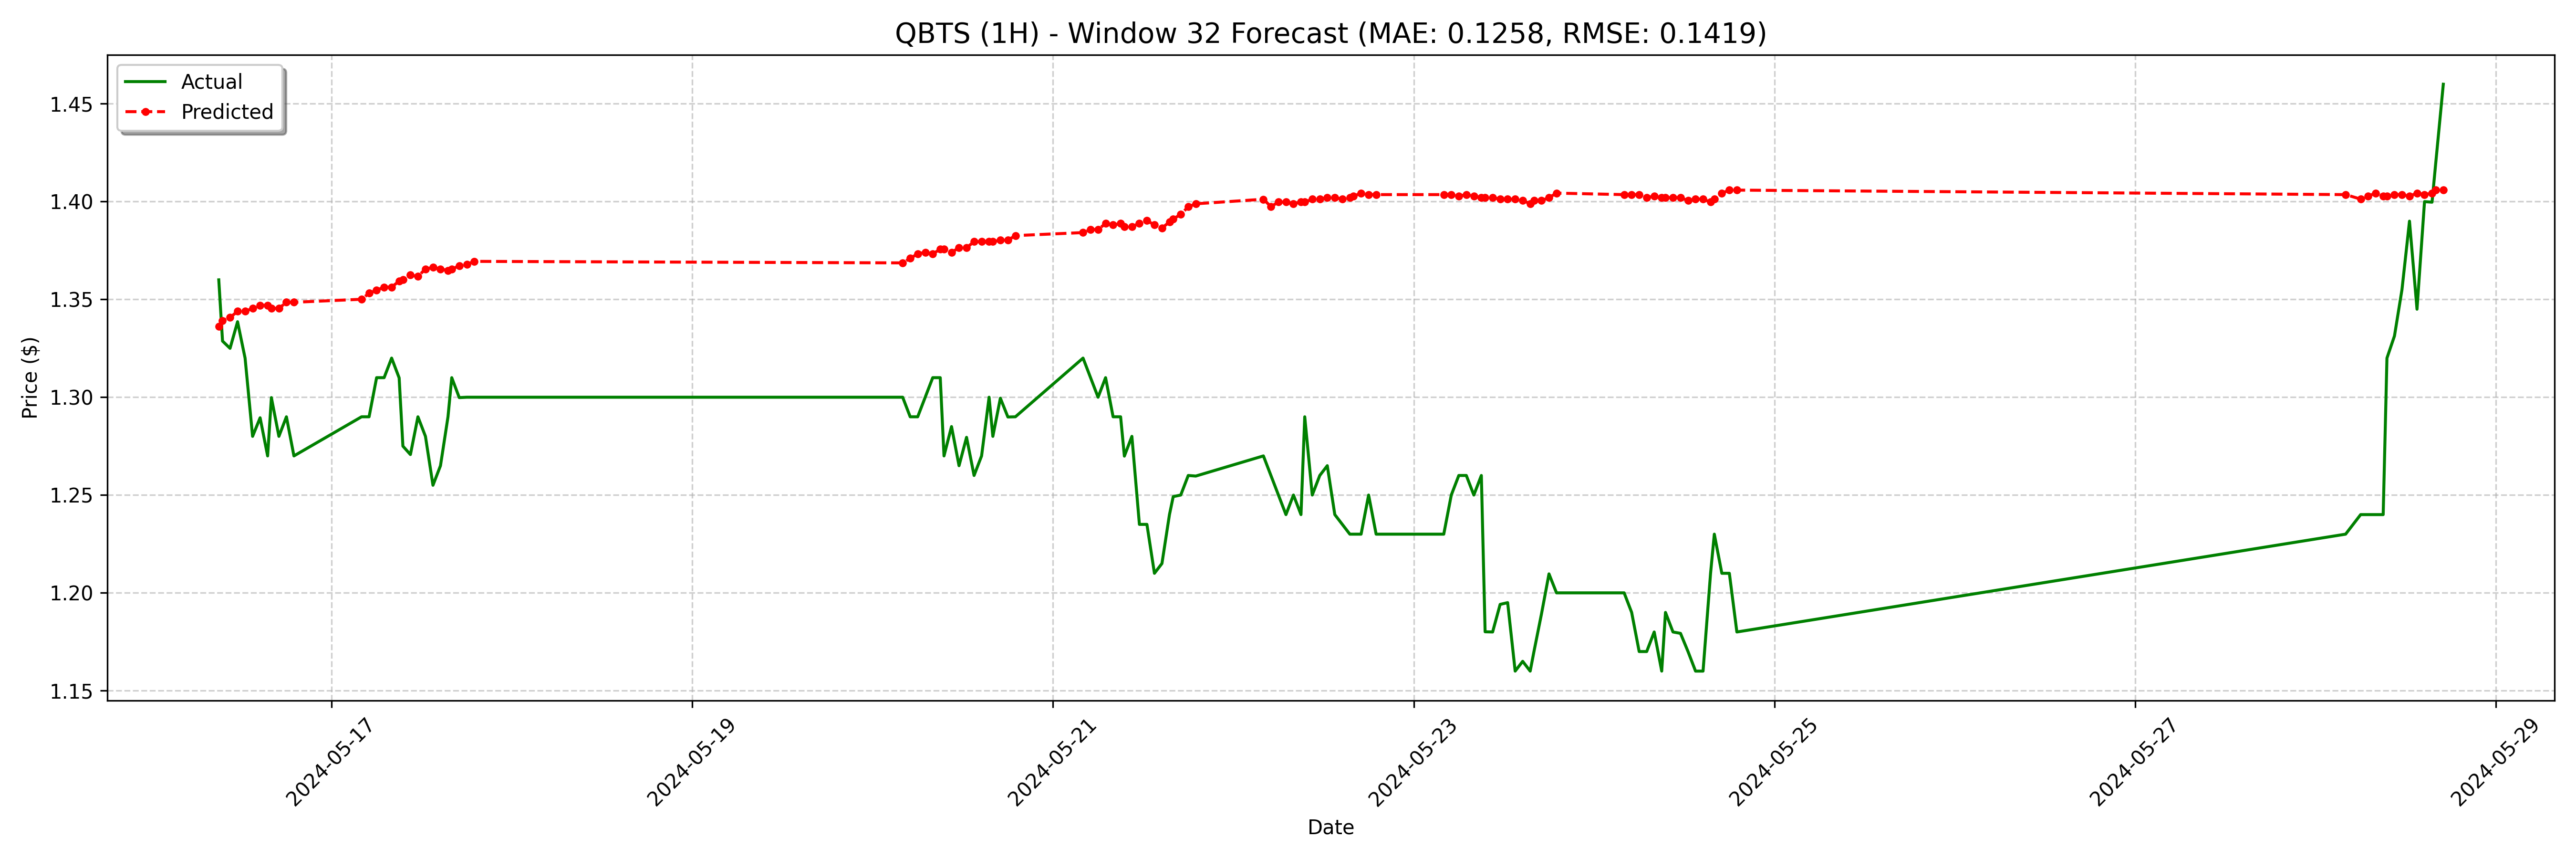 QBTS (1H) - Window 32 Forecast (MAE: 0.1258, RMSE: 0.1419)
Actual
Predicted
Price ($)
1.45
1.40
1.35
1.30
1.25
1.20
1.15
2024-05-17
2024-05-19
2024-05-21
2024-05-23
2024-05-25
2024-05-27
2024-05-29
Date